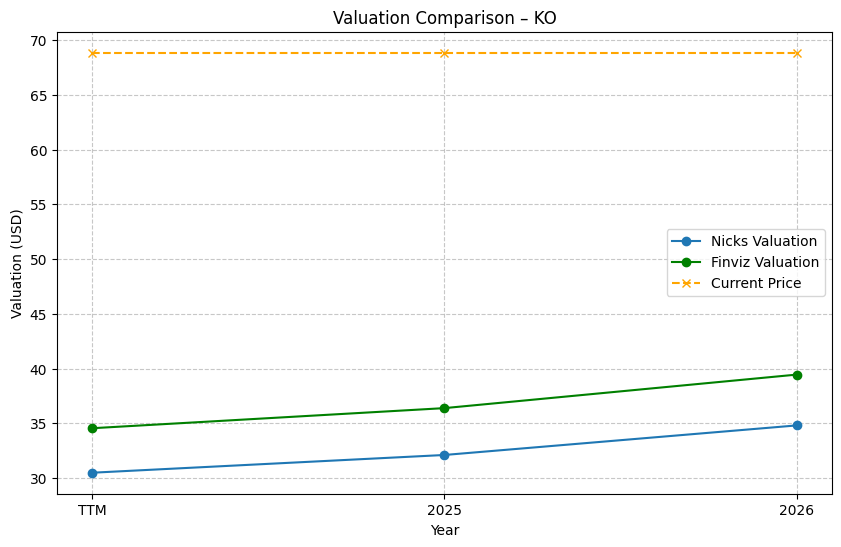 Valuation Comparison – KO
70
65
60
55
50
45
40
35
30
Valuation (USD)
Nicks Valuation
Finviz Valuation
Current Price
TTM
2025
2026
Year